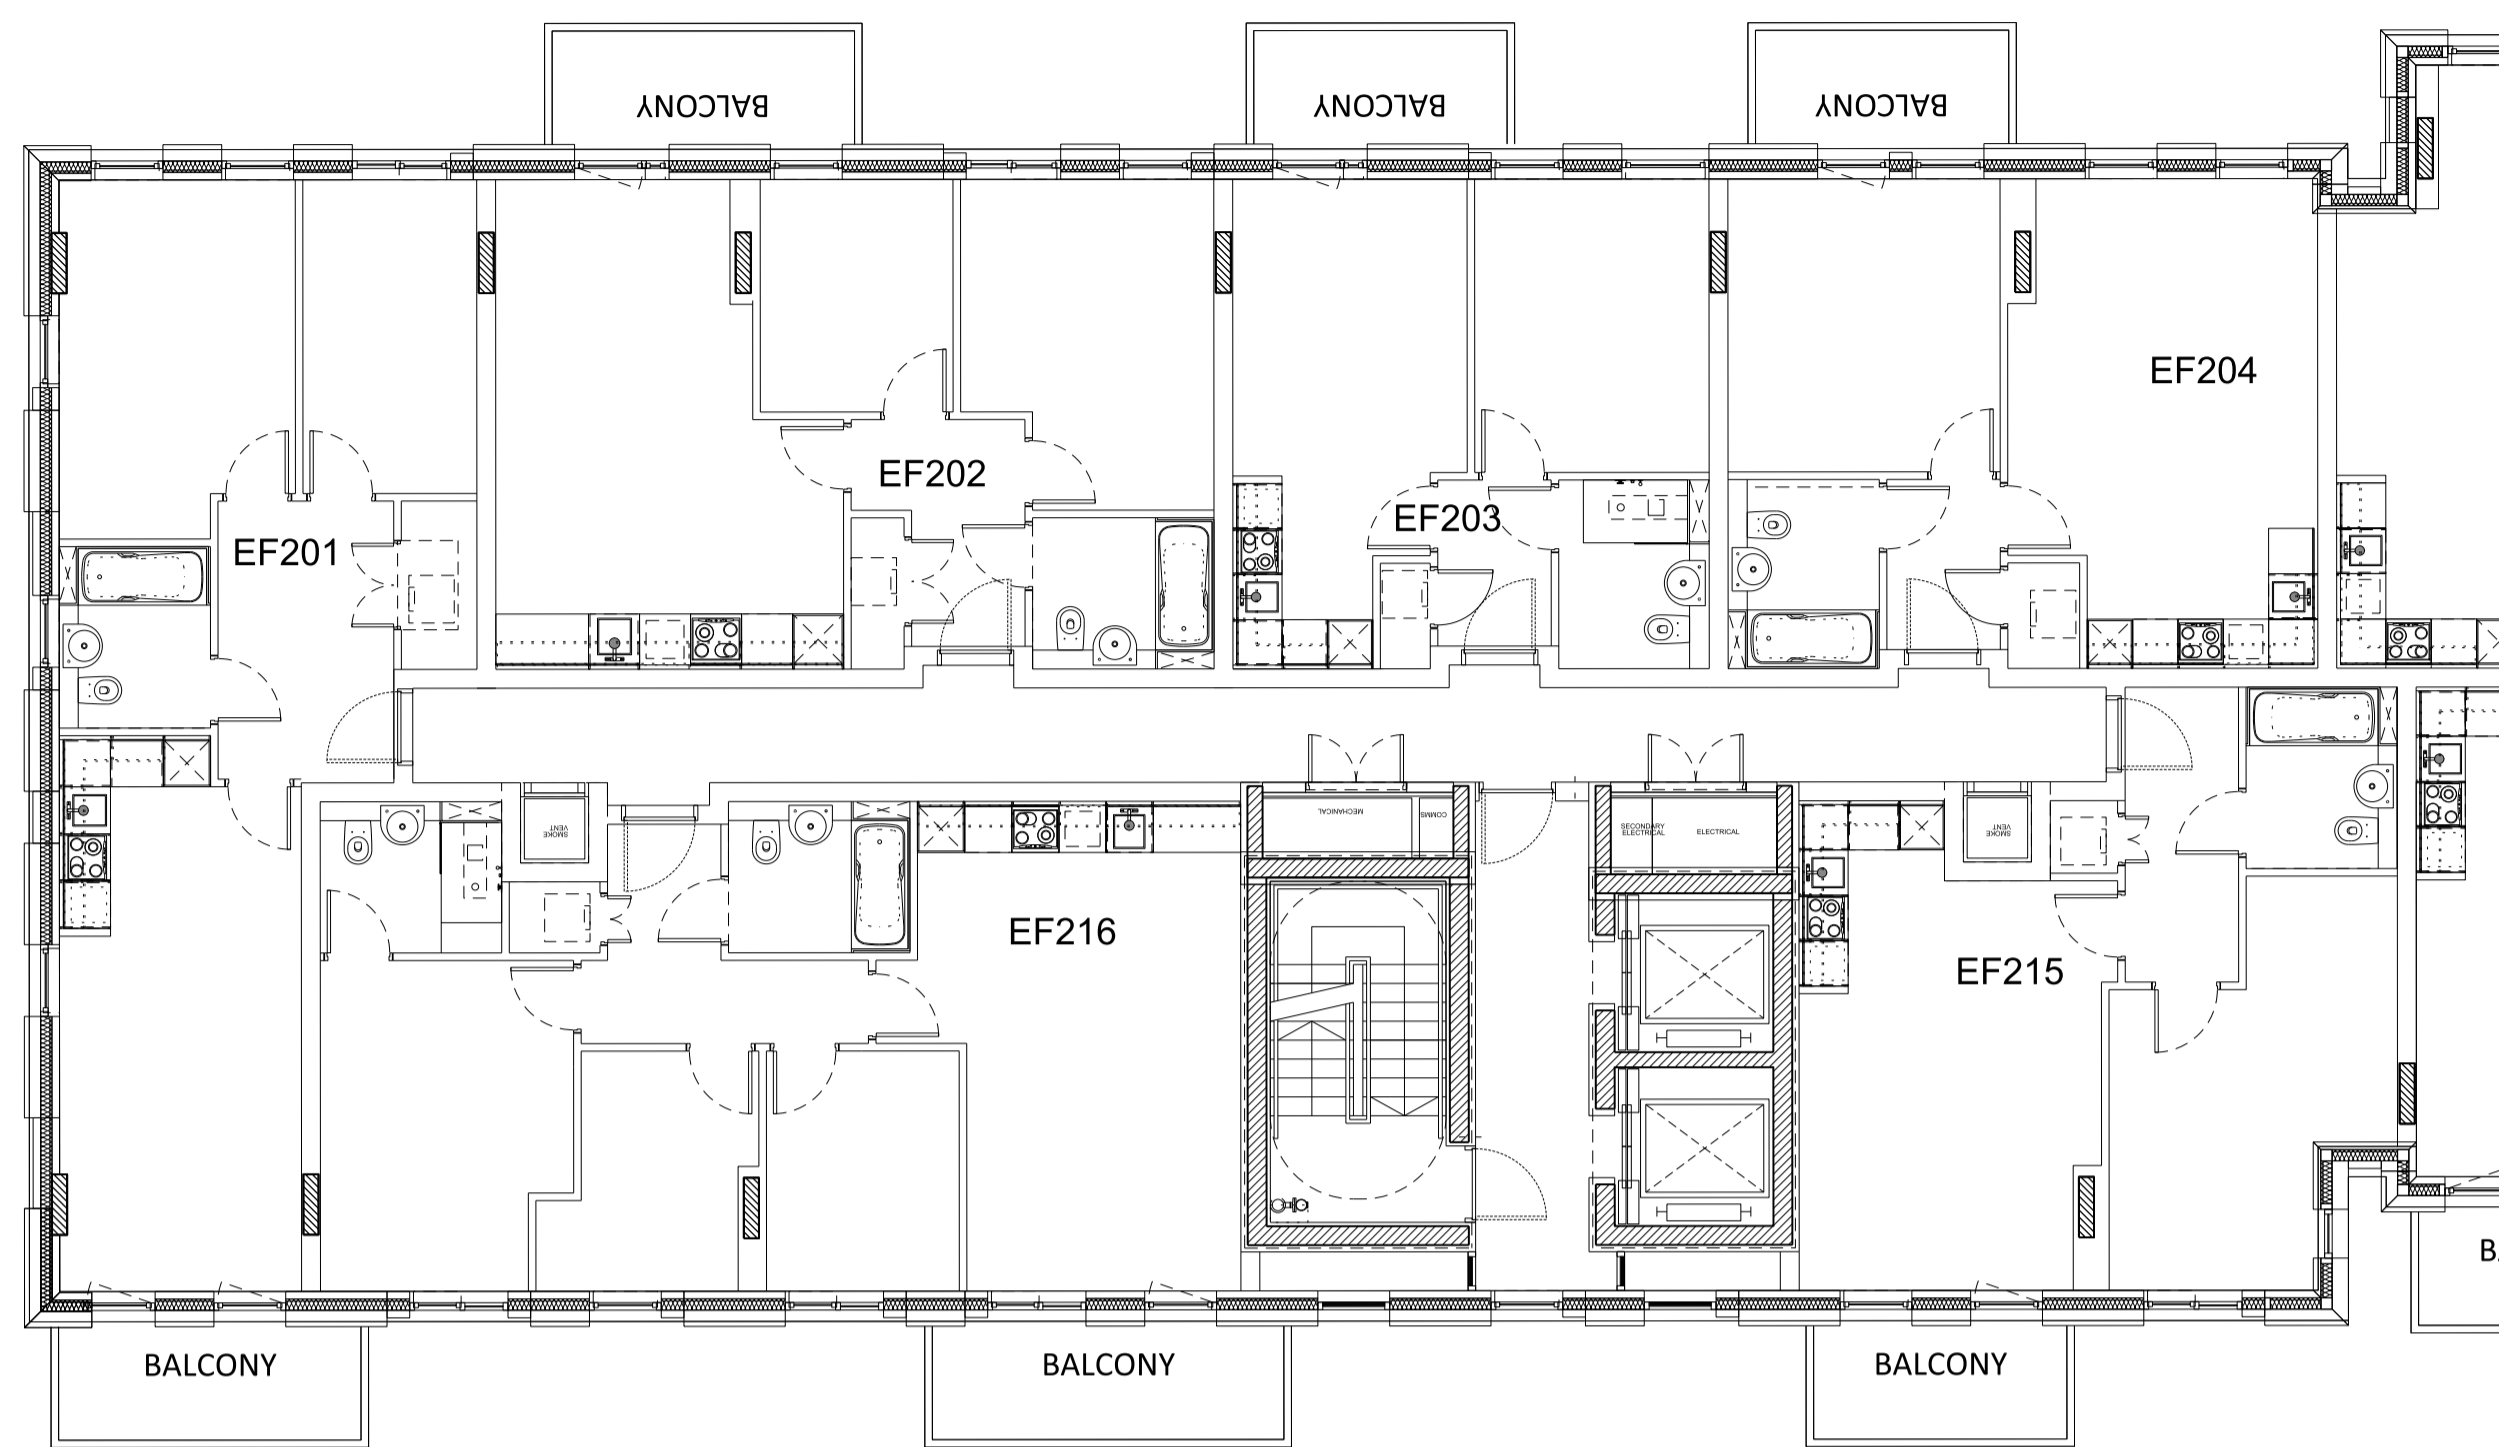 BALCONY
BALCONY
BALCONY
EF204
EF202
EF203
EF201
MECHANICAL
COMMS
SMOKE
VENT
SECONDARY
ELECTRICAL
ELECTRICAL
SMOKE
VENT
EF216
EF215
BALCONY
BALCONY
BALCONY